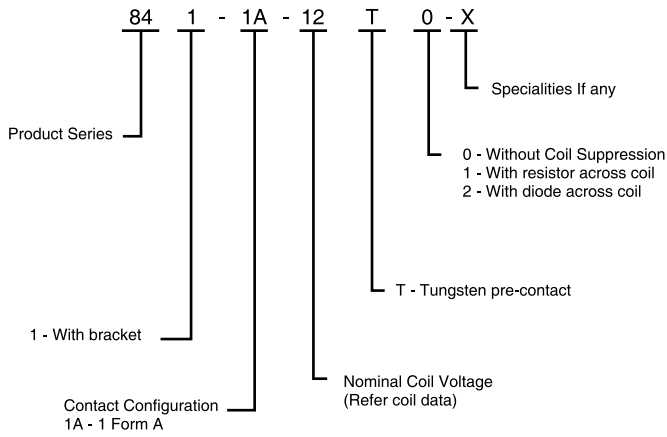 84 1 - 1A - 12 T 0 - X
Specialities If any
Product Series
0 - Without Coil Suppression
1 - With resistor across coil
2 - With diode across coil
T - Tungsten pre-contact
1 - With bracket
Nominal Coil Voltage
(Refer coil data)
Contact Configuration
1A - 1 Form A